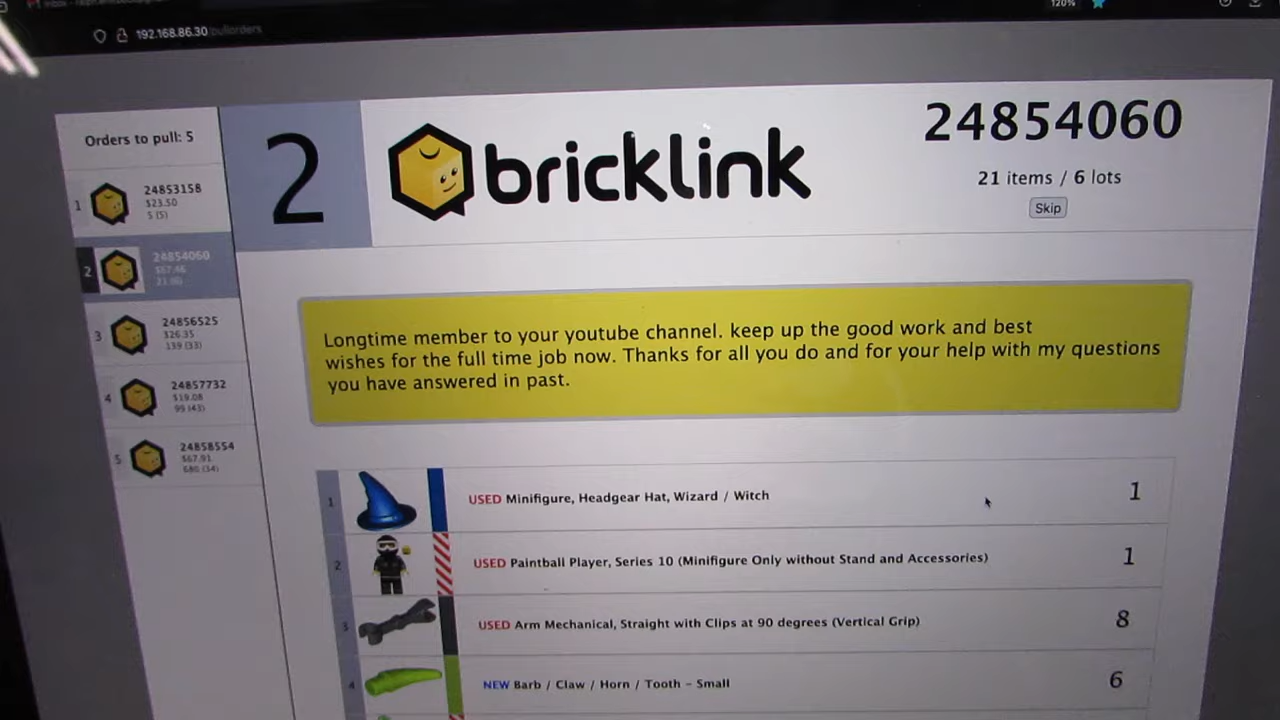 120%
192.168.86.30/pullorders
Orders to pull: 5
1
24853158
$23.50
5 (5)
2
24854060
$67.46
3
24856525
$26.35
139 (33)
4
24857732
$19.08
99 (43)
5
24858554
$67.91
680 (34)
2
bricklink
24854060
21 items / 6 lots
Skip
Longtime member to your youtube channel. keep up the good work and best
wishes for the full time job now. Thanks for all you do and for your help with my questions
you have answered in past.
1 USED Minifigure, Headgear Hat, Wizard / Witch 1
2 USED Paintball Player, Series 10 (Minifigure Only without Stand and Accessories) 1
3 USED Arm Mechanical, Straight with Clips at 90 degrees (Vertical Grip) 8
4 NEW Barb / Claw / Horn / Tooth - Small 6